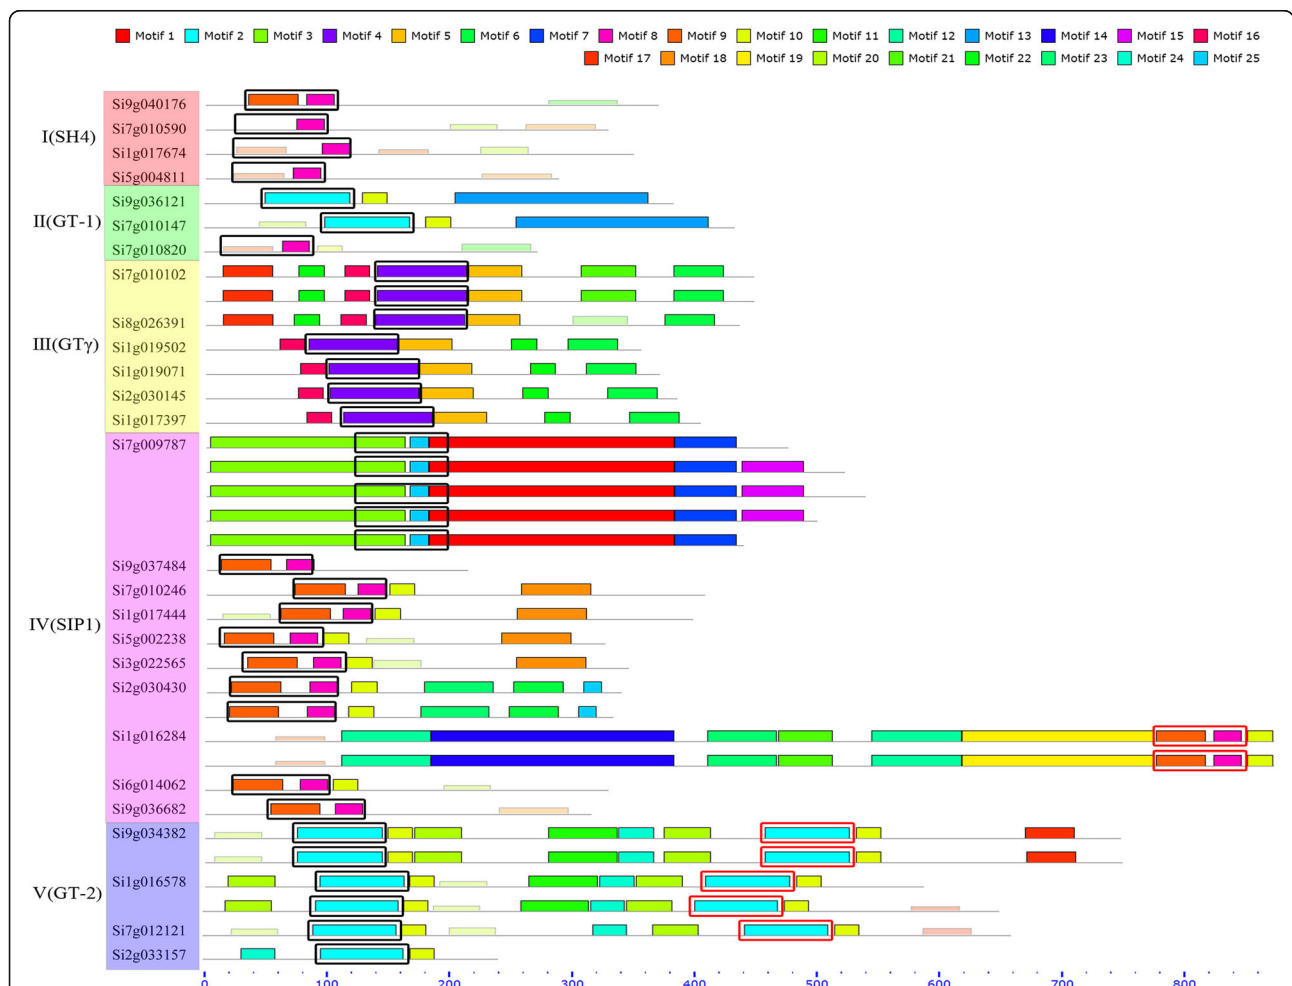 Motif 1 Motif 2 Motif 3 Motif 4 Motif 5 Motif 6 Motif 7 Motif 8 Motif 9 Motif 10 Motif 11 Motif 12 Motif 13 Motif 14 Motif 15 Motif 16
Motif 17 Motif 18 Motif 19 Motif 20 Motif 21 Motif 22 Motif 23 Motif 24 Motif 25
I(SH4)
Si9g040176
Si7g010590
Si1g017674
Si5g004811
II(GT-1)
Si9g036121
Si7g010147
Si7g010820
III(GTγ)
Si7g010102
Si8g026391
Si1g019502
Si1g019071
Si2g030145
Si1g017397
IV(SIP1)
Si7g009787
Si9g037484
Si7g010246
Si1g017444
Si5g002238
Si3g022565
Si2g030430
Si1g016284
Si6g014062
Si9g036682
V(GT-2)
Si9g034382
Si1g016578
Si7g012121
Si2g033157
0 100 200 300 400 500 600 700 800